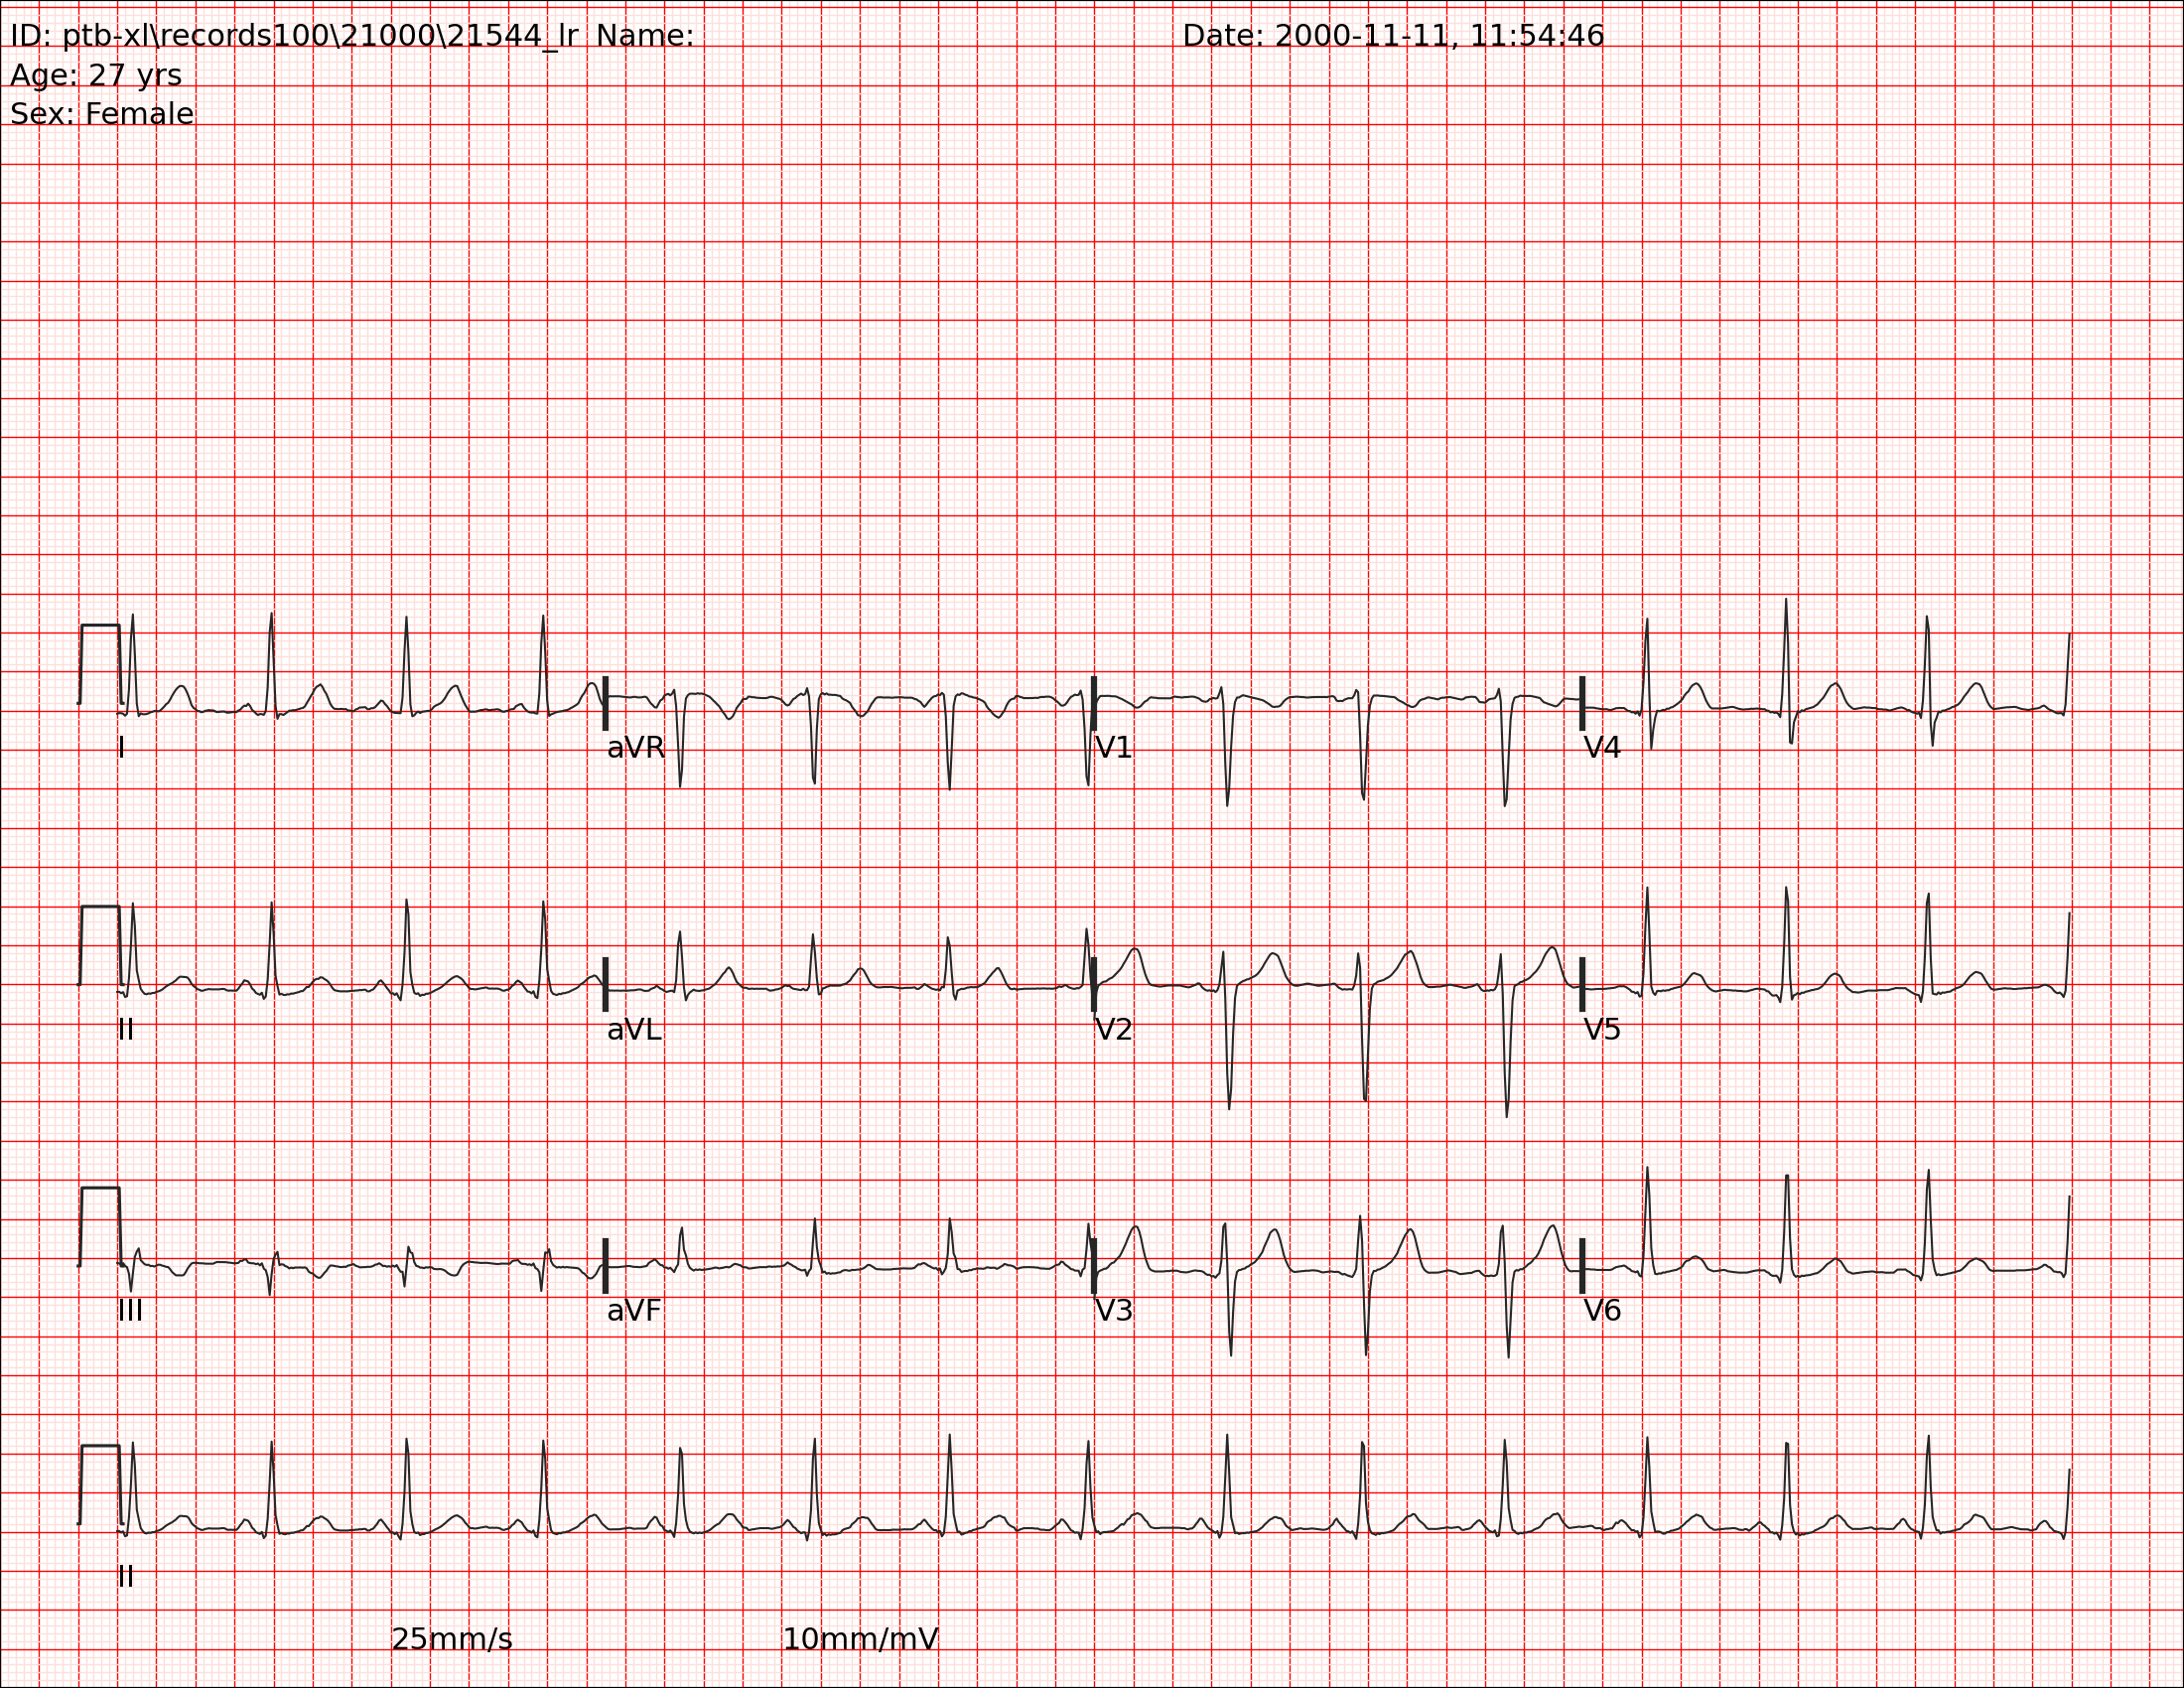 ID: ptb-xl\records100\21000\21544_lr  Name:
Date: 2000-11-11, 11:54:46
Age: 27 yrs
Sex: Female
I aVR V1 V4
II aVL V2 V5
III aVF V3 V6
II
25mm/s 10mm/mV